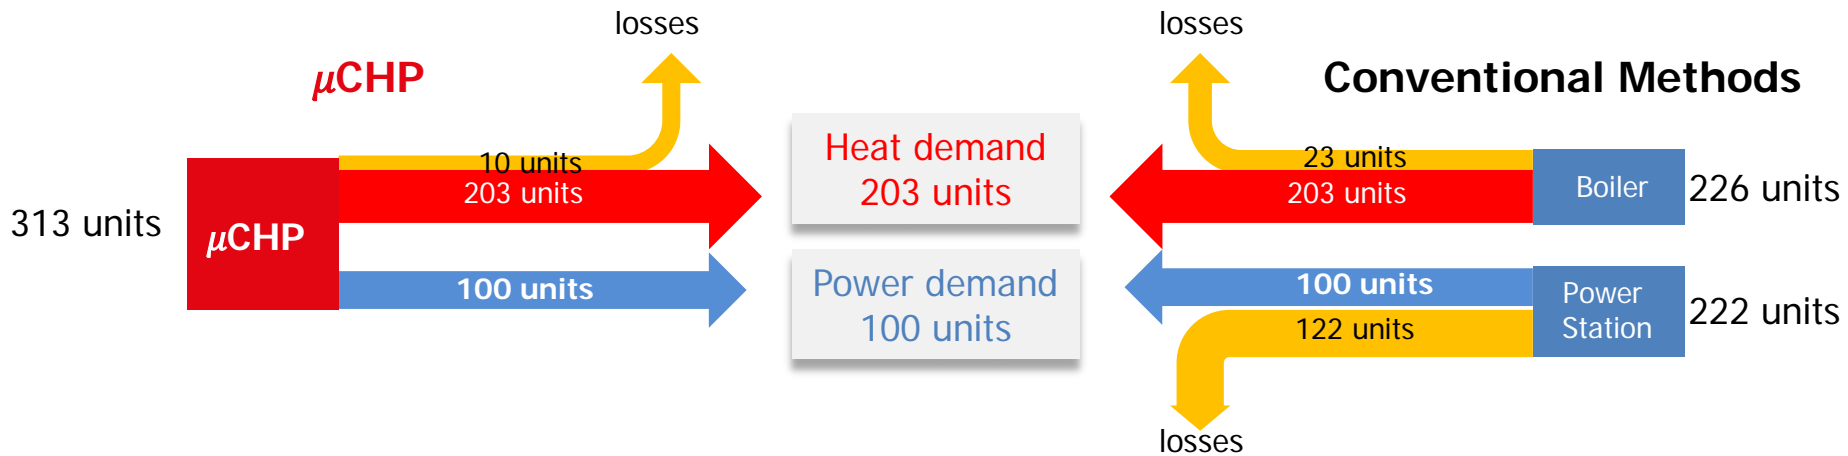 losses
losses
μCHP
Conventional Methods
10 units
203 units
313 units
μCHP
100 units
Heat demand
203 units
Power demand
100 units
23 units
203 units
Boiler
226 units
100 units
122 units
Power
Station
222 units
losses